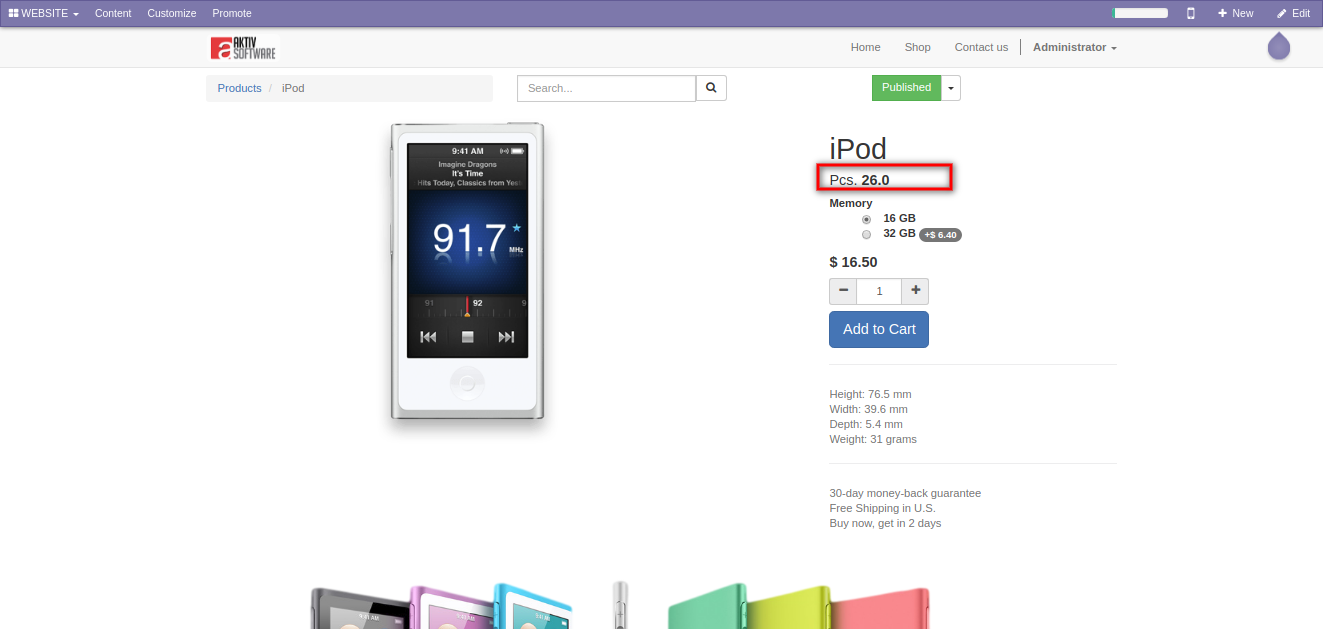 WEBSITE Content Customize Promote New Edit
AKTIV SOFTWARE
Home Shop Contact us Administrator
Products / iPod
Search...
Published
9:41 AM
Imagine Dragons
It's Time
Hits Today, Classics from Yes
91.7
MHz
91 92 9
iPod
Pcs. 26.0
Memory
16 GB
32 GB +$ 6.40
$ 16.50
− 1 +
Add to Cart
Height: 76.5 mm
Width: 39.6 mm
Depth: 5.4 mm
Weight: 31 grams
30-day money-back guarantee
Free Shipping in U.S.
Buy now, get in 2 days